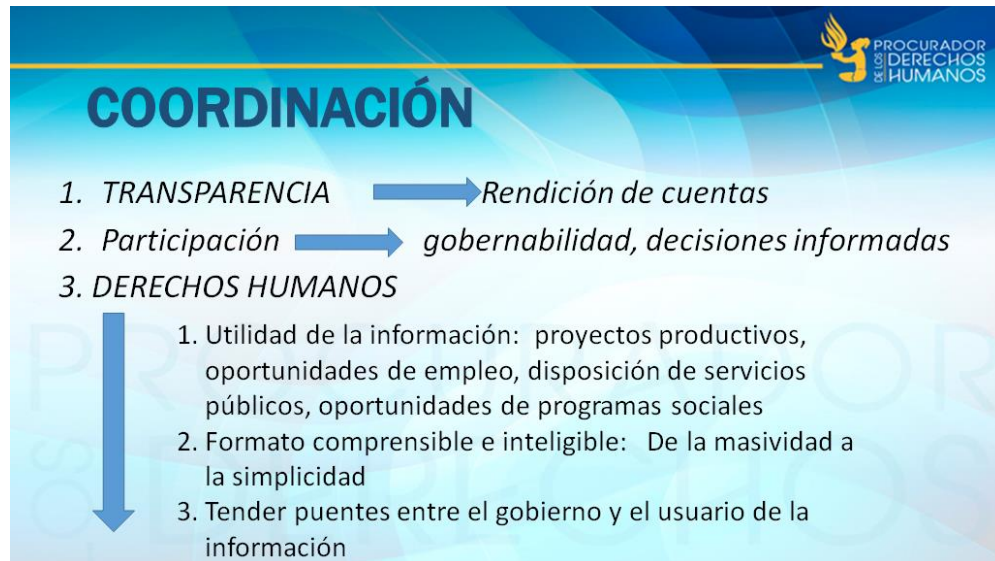 PROCURADOR
DE LOS DERECHOS
HUMANOS
COORDINACIÓN
1. TRANSPARENCIA Rendición de cuentas
2. Participación gobernabilidad, decisiones informadas
3. DERECHOS HUMANOS
1. Utilidad de la información: proyectos productivos,
oportunidades de empleo, disposición de servicios
públicos, oportunidades de programas sociales
2. Formato comprensible e inteligible: De la masividad a
la simplicidad
3. Tender puentes entre el gobierno y el usuario de la
información